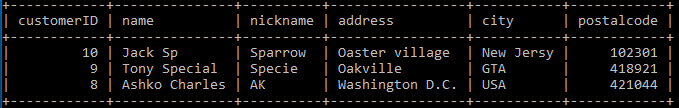 customerID | name | nickname | address | city | postalcode
10 | Jack Sp | Sparrow | Oaster village | New Jersy | 102301
9 | Tony Special | Specie | Oakville | GTA | 418921
8 | Ashko Charles | AK | Washington D.C. | USA | 421044